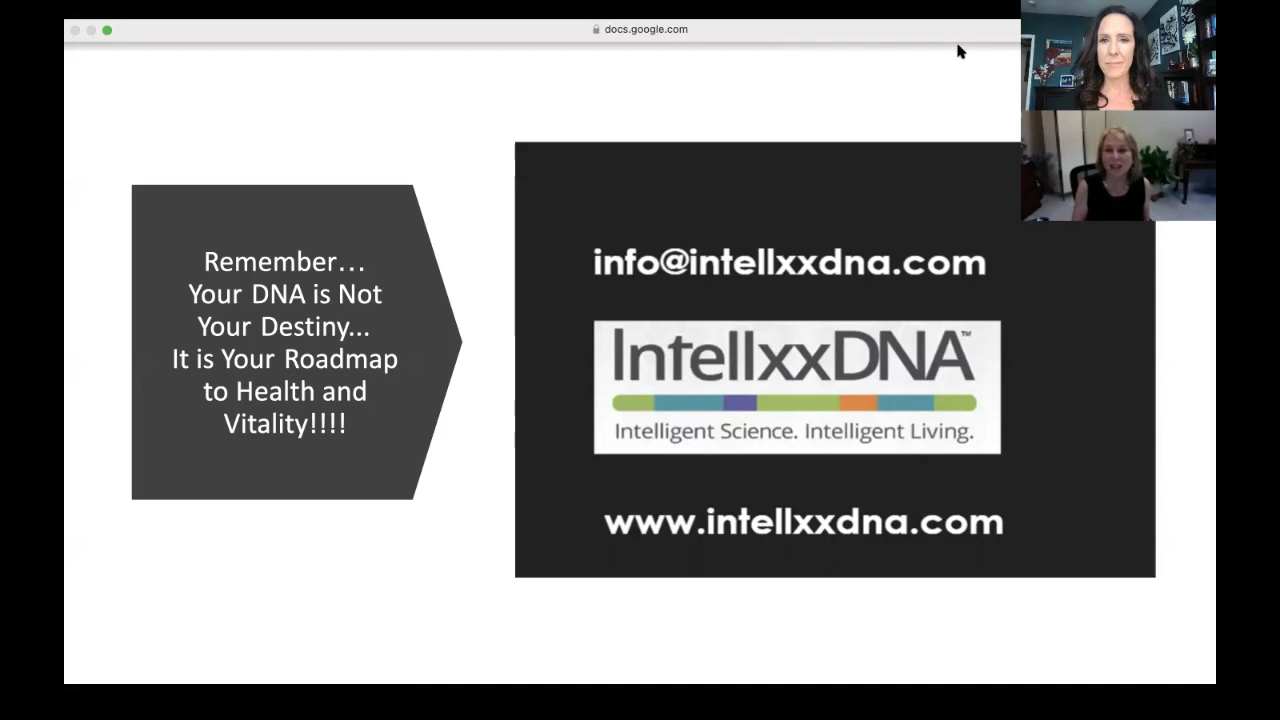 docs.google.com
Remember…
Your DNA is Not
Your Destiny...
It is Your Roadmap
to Health and
Vitality!!!!
info@intellxxdna.com
IntellxxDNA™
Intelligent Science. Intelligent Living.
www.intellxxdna.com